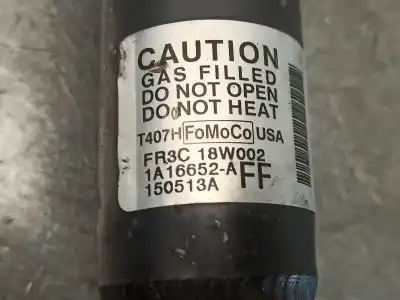 CAUTION
GAS FILLED
DO NOT OPEN
DO NOT HEAT
T407H FoMoCo USA
FR3C 18W002
1A16652-A FF
150513A